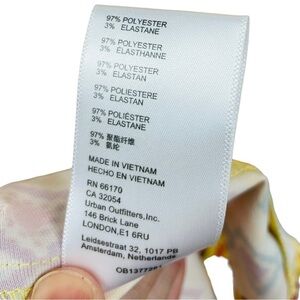 97% POLYESTER
3% ELASTANE
97% POLYESTER
3% ELASTHANNE
97% POLYESTER
3% ELASTAN
97% POLIESTERE
3% ELASTANE
97% POLIÉSTER
3% ELASTANE
97% 聚酯纤维
3% 氨纶
MADE IN VIETNAM
HECHO EN VIETNAM
RN 66170
CA 32054
Urban Outfitters,Inc.
146 Brick Lane
LONDON.E1 6RU
Leidsestraat 32, 1017 PB
Amsterdam, Netherlands